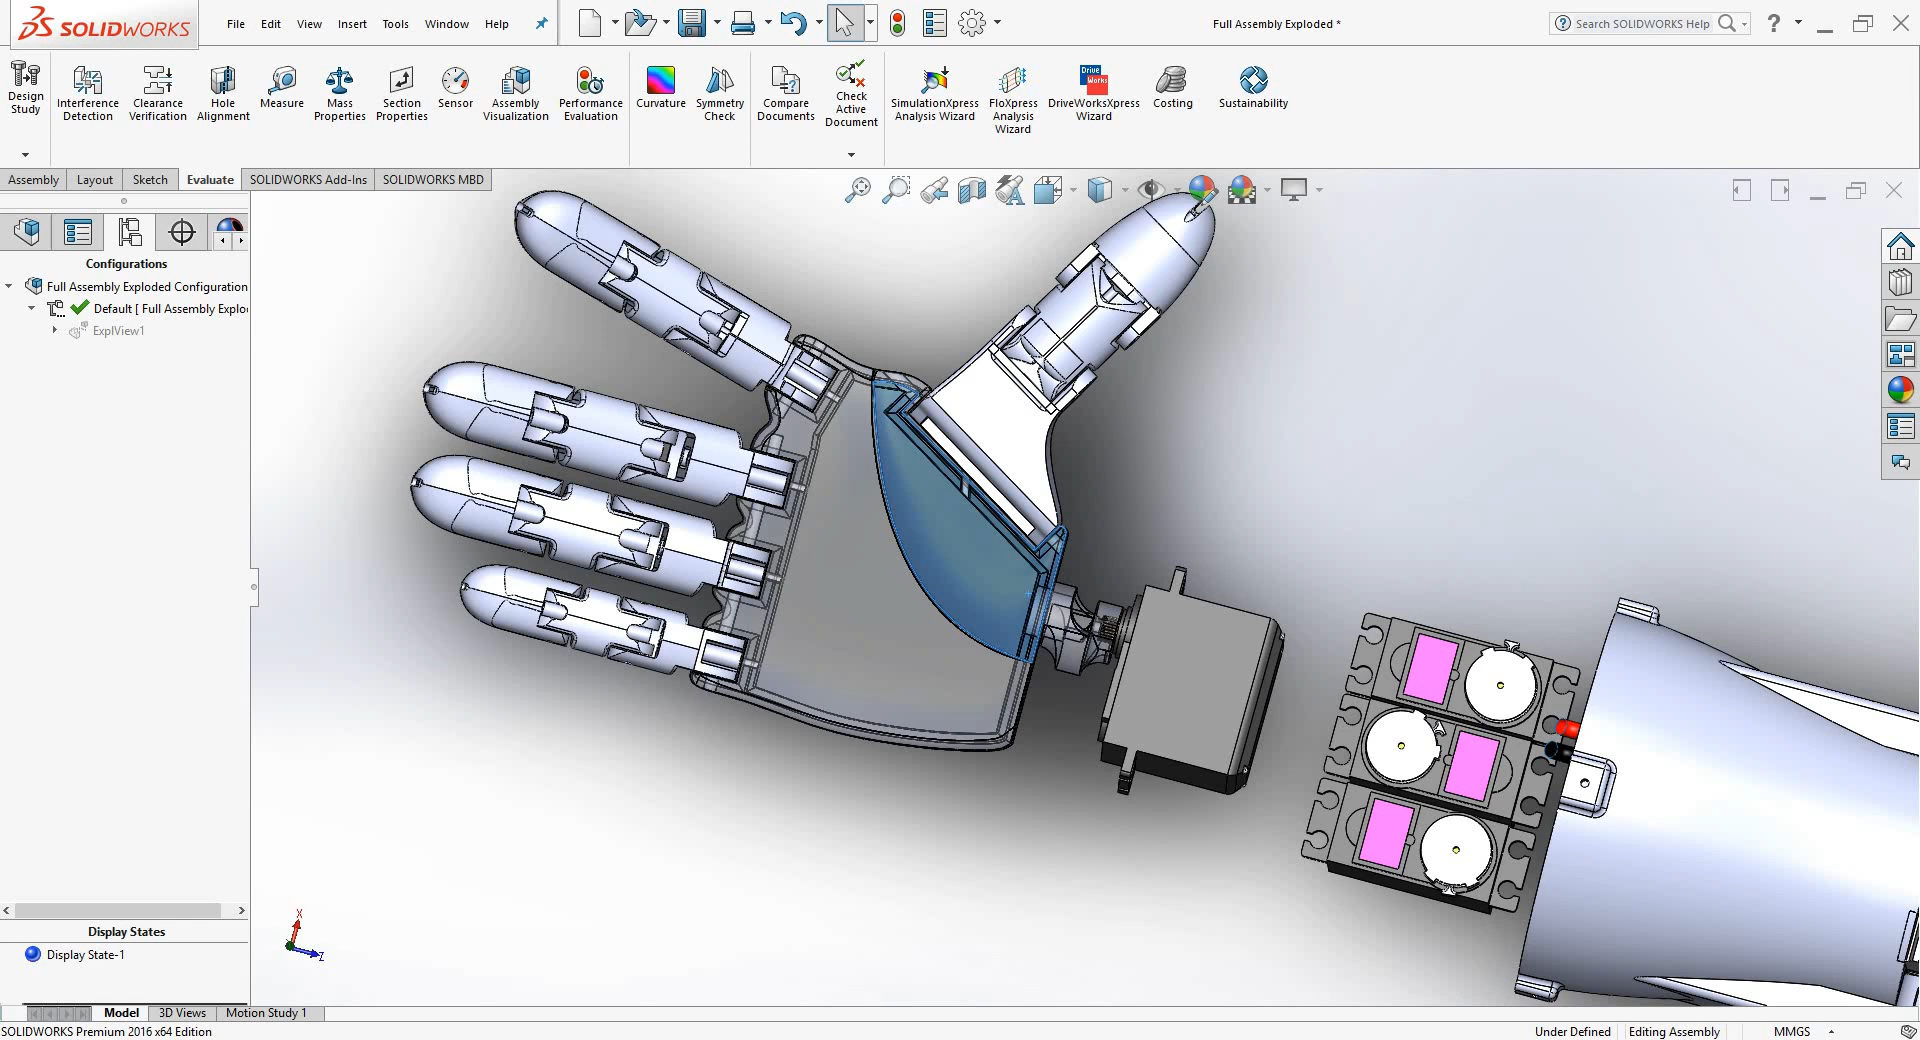 SOLIDWORKS
File Edit View Insert Tools Window Help
Full Assembly Exploded *
Search SOLIDWORKS Help
Design Study
Interference Detection
Clearance Verification
Hole Alignment
Measure
Mass Properties
Section Properties
Sensor
Assembly Visualization
Performance Evaluation
Curvature
Symmetry Check
Compare Documents
Check Active Document
SimulationXpress Analysis Wizard
FloXpress Analysis Wizard
Drive Works
DriveWorksXpress Wizard
Costing
Sustainability
Assembly Layout Sketch Evaluate SOLIDWORKS Add-Ins SOLIDWORKS MBD
Configurations
Full Assembly Exploded Configuration
Default [ Full Assembly Explo
ExplView1
Display States
Display State-1
X
Z
Model 3D Views Motion Study 1
SOLIDWORKS Premium 2016 x64 Edition
Under Defined Editing Assembly MMGS